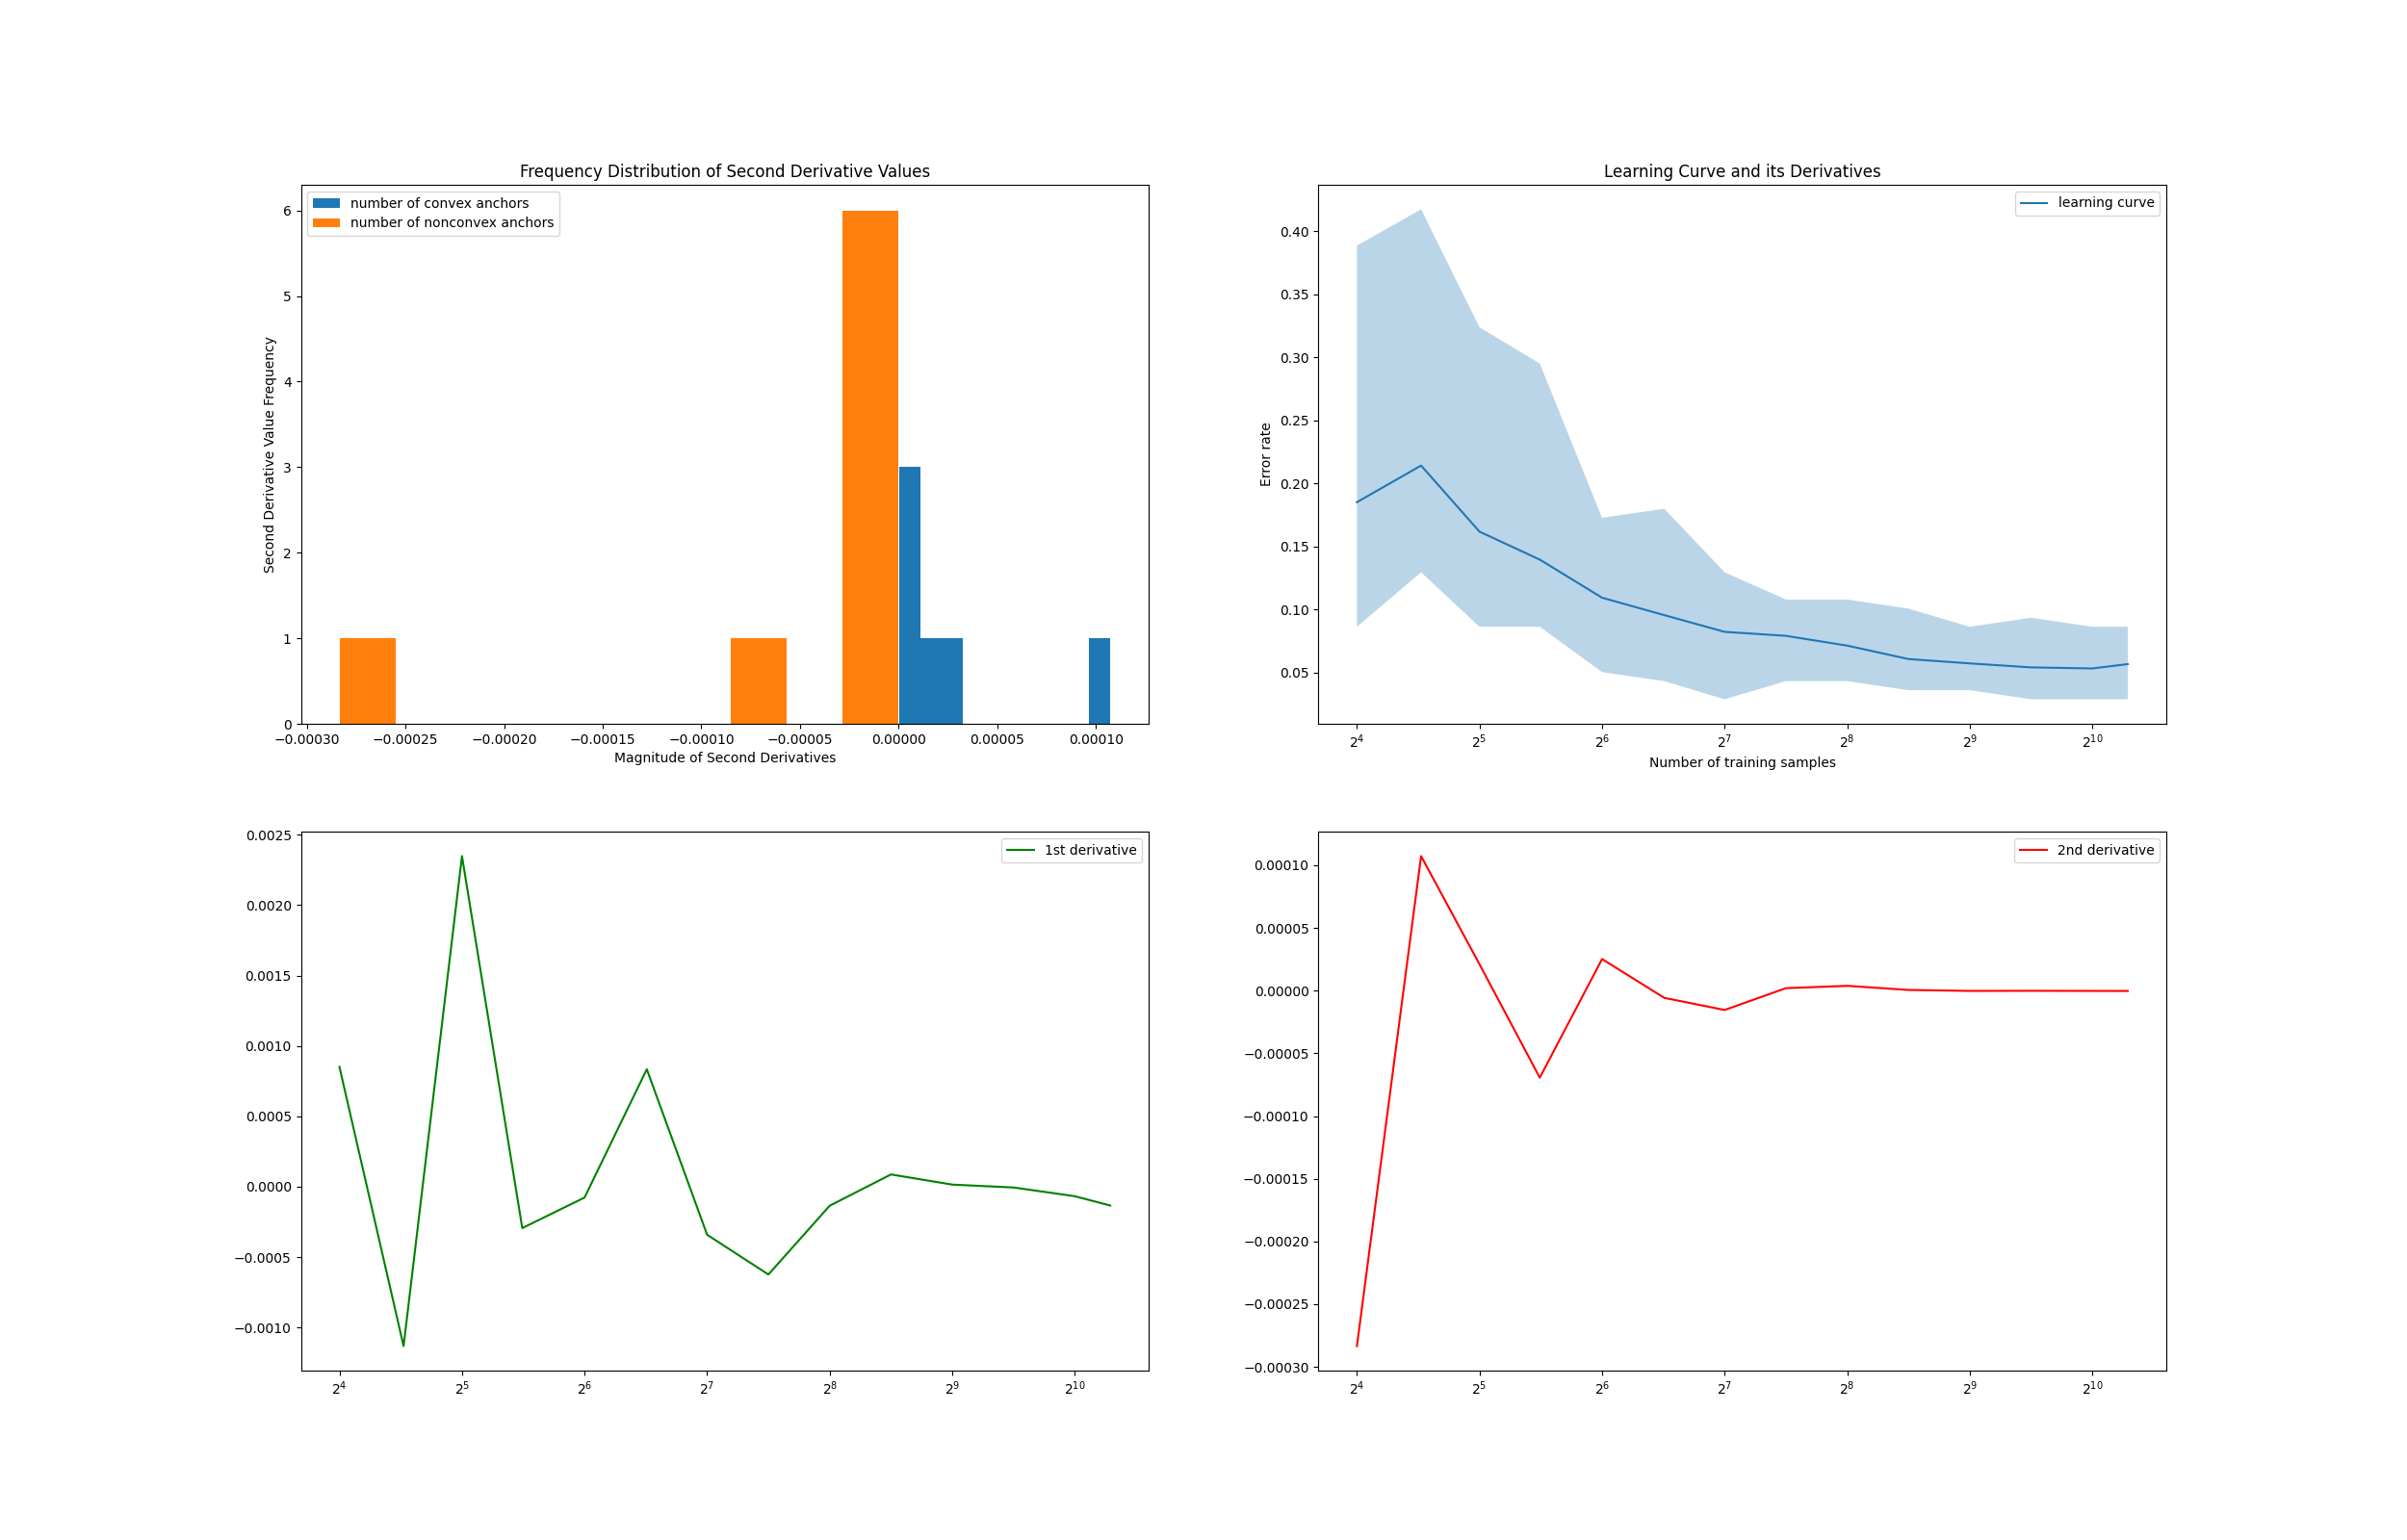 Frequency Distribution of Second Derivative Values
number of convex anchors
number of nonconvex anchors
Second Derivative Value Frequency
6
5
4
3
2
1
0
−0.00030 −0.00025 −0.00020 −0.00015 −0.00010 −0.00005 0.00000 0.00005 0.00010
Magnitude of Second Derivatives
Learning Curve and its Derivatives
learning curve
Error rate
0.40
0.35
0.30
0.25
0.20
0.15
0.10
0.05
2^4 2^5 2^6 2^7 2^8 2^9 2^10
Number of training samples
1st derivative
0.0025
0.0020
0.0015
0.0010
0.0005
0.0000
−0.0005
−0.0010
2^4 2^5 2^6 2^7 2^8 2^9 2^10
2nd derivative
0.00010
0.00005
0.00000
−0.00005
−0.00010
−0.00015
−0.00020
−0.00025
−0.00030
2^4 2^5 2^6 2^7 2^8 2^9 2^10